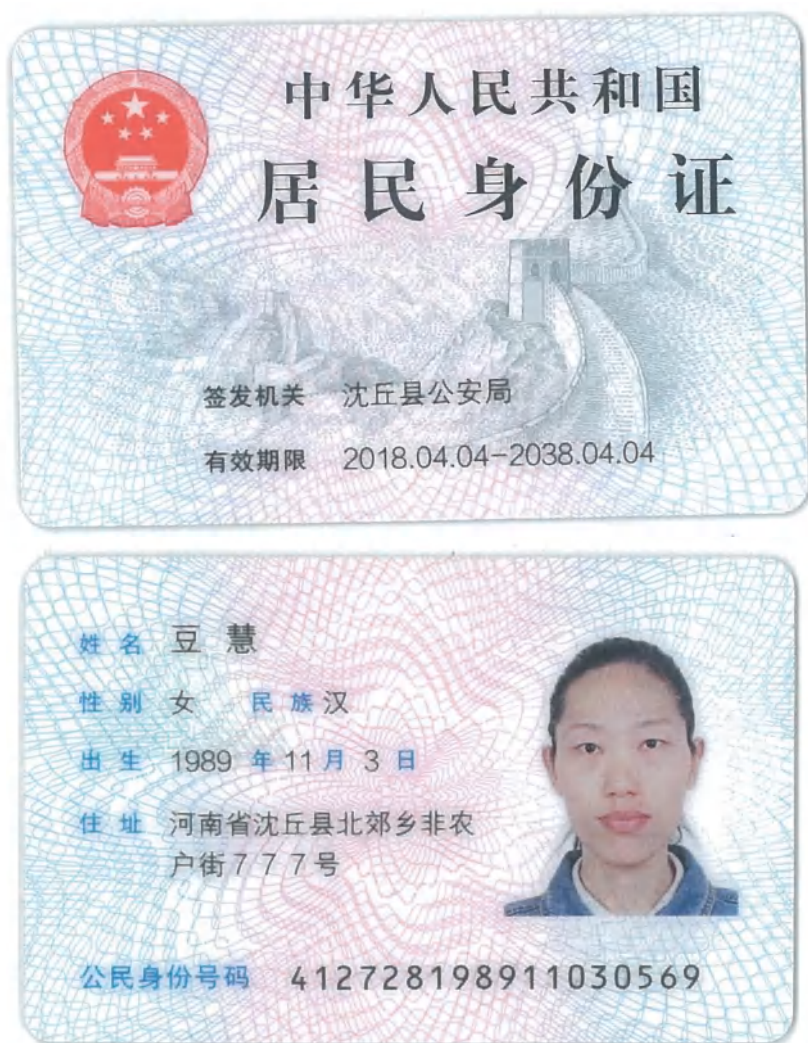 中华人民共和国
居民身份证
签发机关 沈丘县公安局
有效期限 2018.04.04-2038.04.04
姓名 豆慧
性别 女 民族 汉
出生 1989 年 11 月 3 日
住址 河南省沈丘县北郊乡非农
户街777号
公民身份号码 412728198911030569